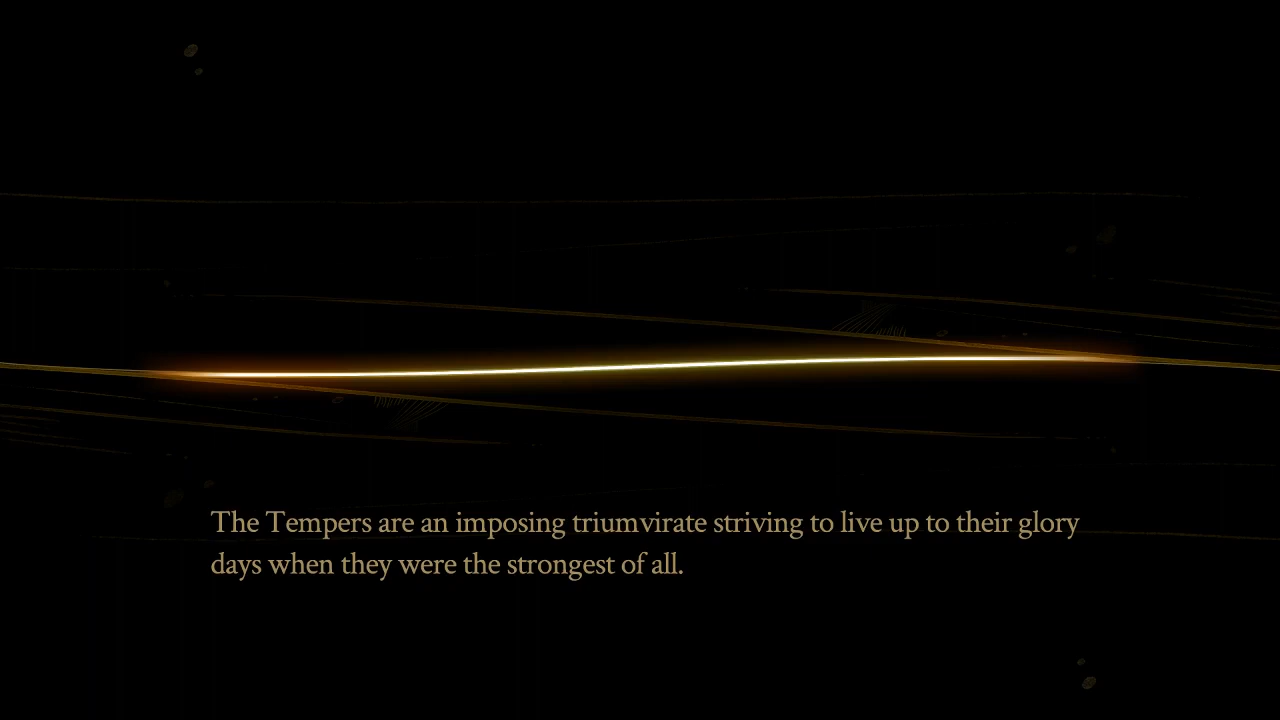 The Tempers are an imposing triumvirate striving to live up to their glory
days when they were the strongest of all.